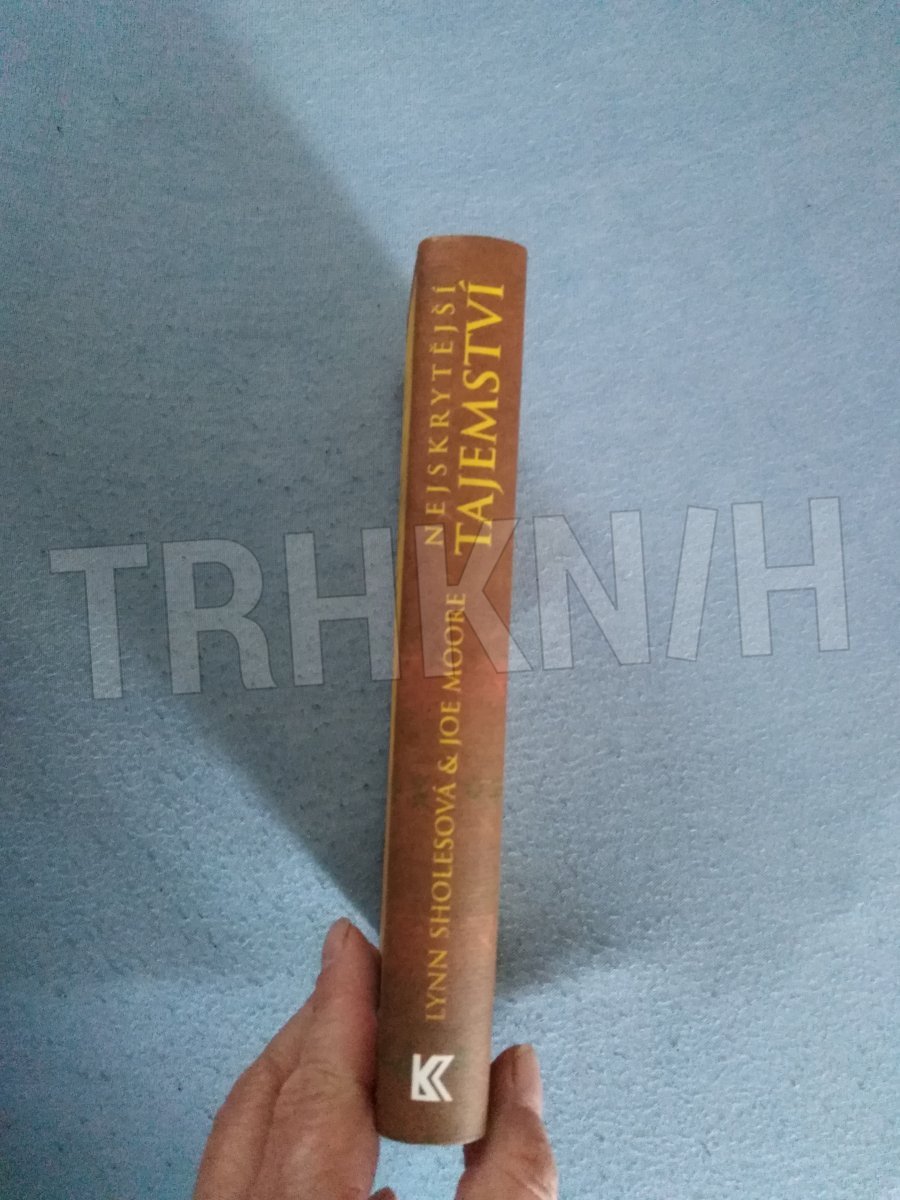 NEJSKRYTĚJŠÍ
TAJEMSTVÍ
LYNN SHOLESOVÁ & JOE MOORE
TRHKNIH